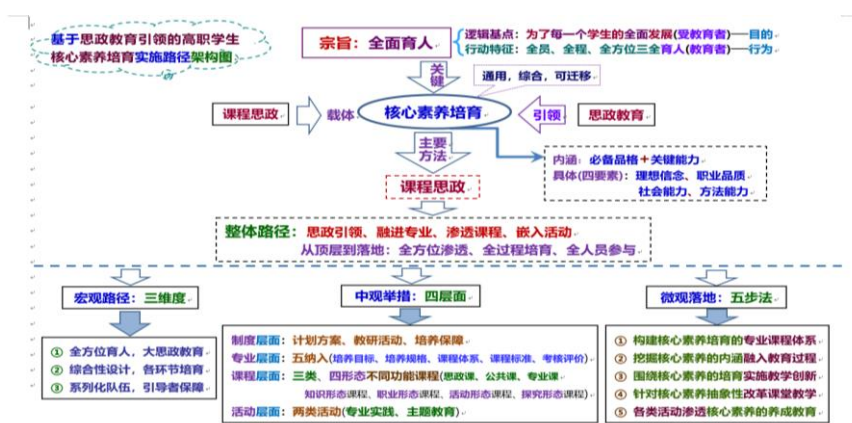 基于思政教育引领的高职学生
核心素养培育实施路径架构图
宗旨：全面育人
逻辑基点：为了每一个学生的全面发展(受教育者)—目的
行动特征：全员、全程、全方位三全育人(教育者)—行为
关键
通用，综合，可迁移
课程思政
载体
核心素养培育
引领
思政教育
主要
方法
内涵：必备品格+关键能力
具体(四要素)：理想信念、职业品质
社会能力、方法能力
课程思政
整体路径：思政引领、融进专业、渗透课程、嵌入活动
从顶层到落地：全方位渗透、全过程培育、全人员参与
宏观路径：三维度
① 全方位育人，大思政教育
② 综合性设计，各环节培育
③ 系列化队伍，引导者保障
中观举措：四层面
制度层面：计划方案、教研活动、培养保障
专业层面：五纳入(培养目标、培养规格、课程体系、课程标准、考核评价)
课程层面：三类、四形态不同功能课程(思政课、公共课、专业课
知识形态课程、职业形态课程、活动形态课程、探究形态课程)
活动层面：两类活动(专业实践、主题教育)
微观落地：五步法
① 构建核心素养培育的专业课程体系
② 挖掘核心素养的内涵融入教育过程
③ 围绕核心素养的培育实施教学创新
④ 针对核心素养抽象性改革课堂教学
⑤ 各类活动渗透核心素养的养成教育